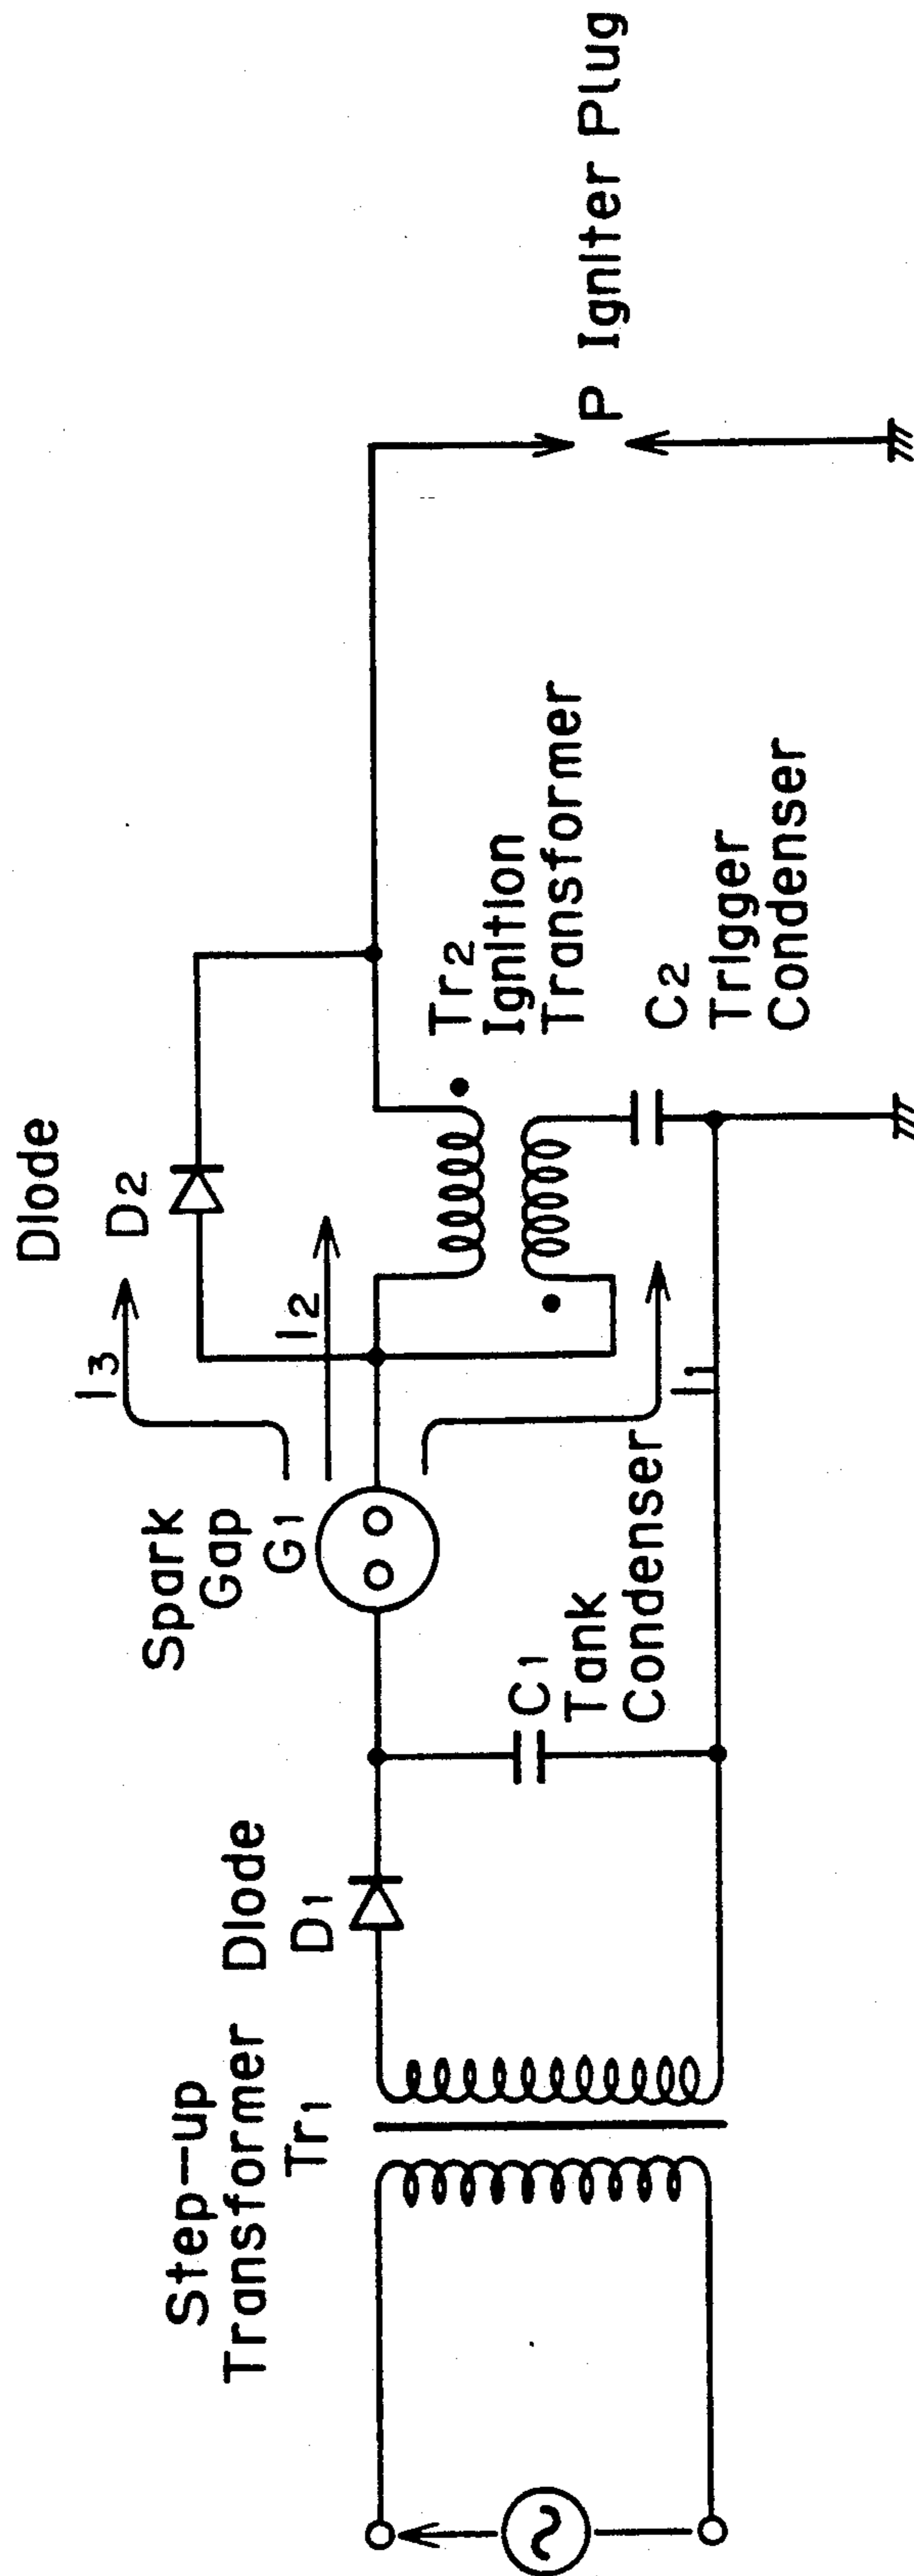 Step-up
Transformer
Tr1
Diode
D1
C1
Tank
Condenser
Spark
Gap
G1
I3
I2
I1
Diode
D2
Tr2
Ignition
Transformer
C2
Trigger
Condenser
P Igniter Plug